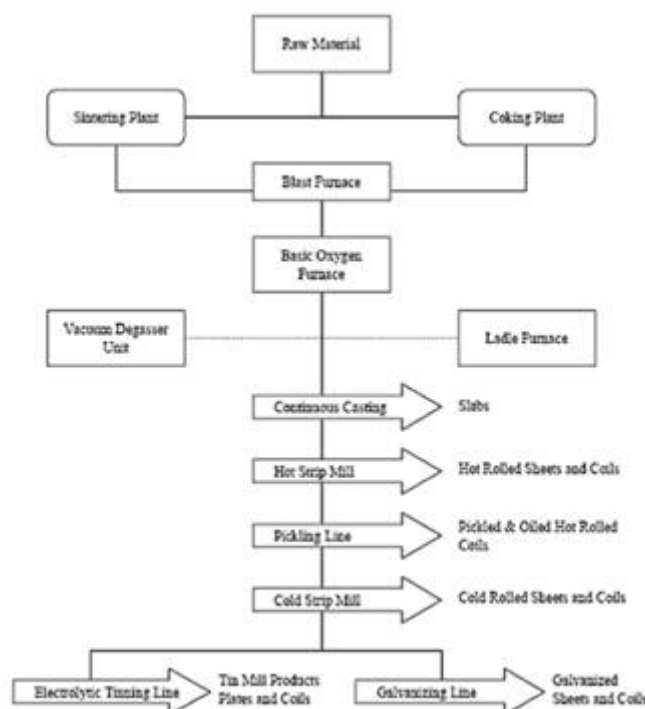 Raw Material
Sintering Plant
Coking Plant
Blast Furnace
Basic Oxygen
Furnace
Vacuum Degasser
Unit
Ladle Furnace
Continuous Casting
Slabs
Hot Strip Mill
Hot Rolled Sheets and Coils
Pickling Line
Pickled & Oiled Hot Rolled
Coils
Cold Strip Mill
Cold Rolled Sheets and Coils
Electrolytic Tinning Line
Tin Mill Products
Plates and Coils
Galvanizing Line
Galvanized
Sheets and Coils